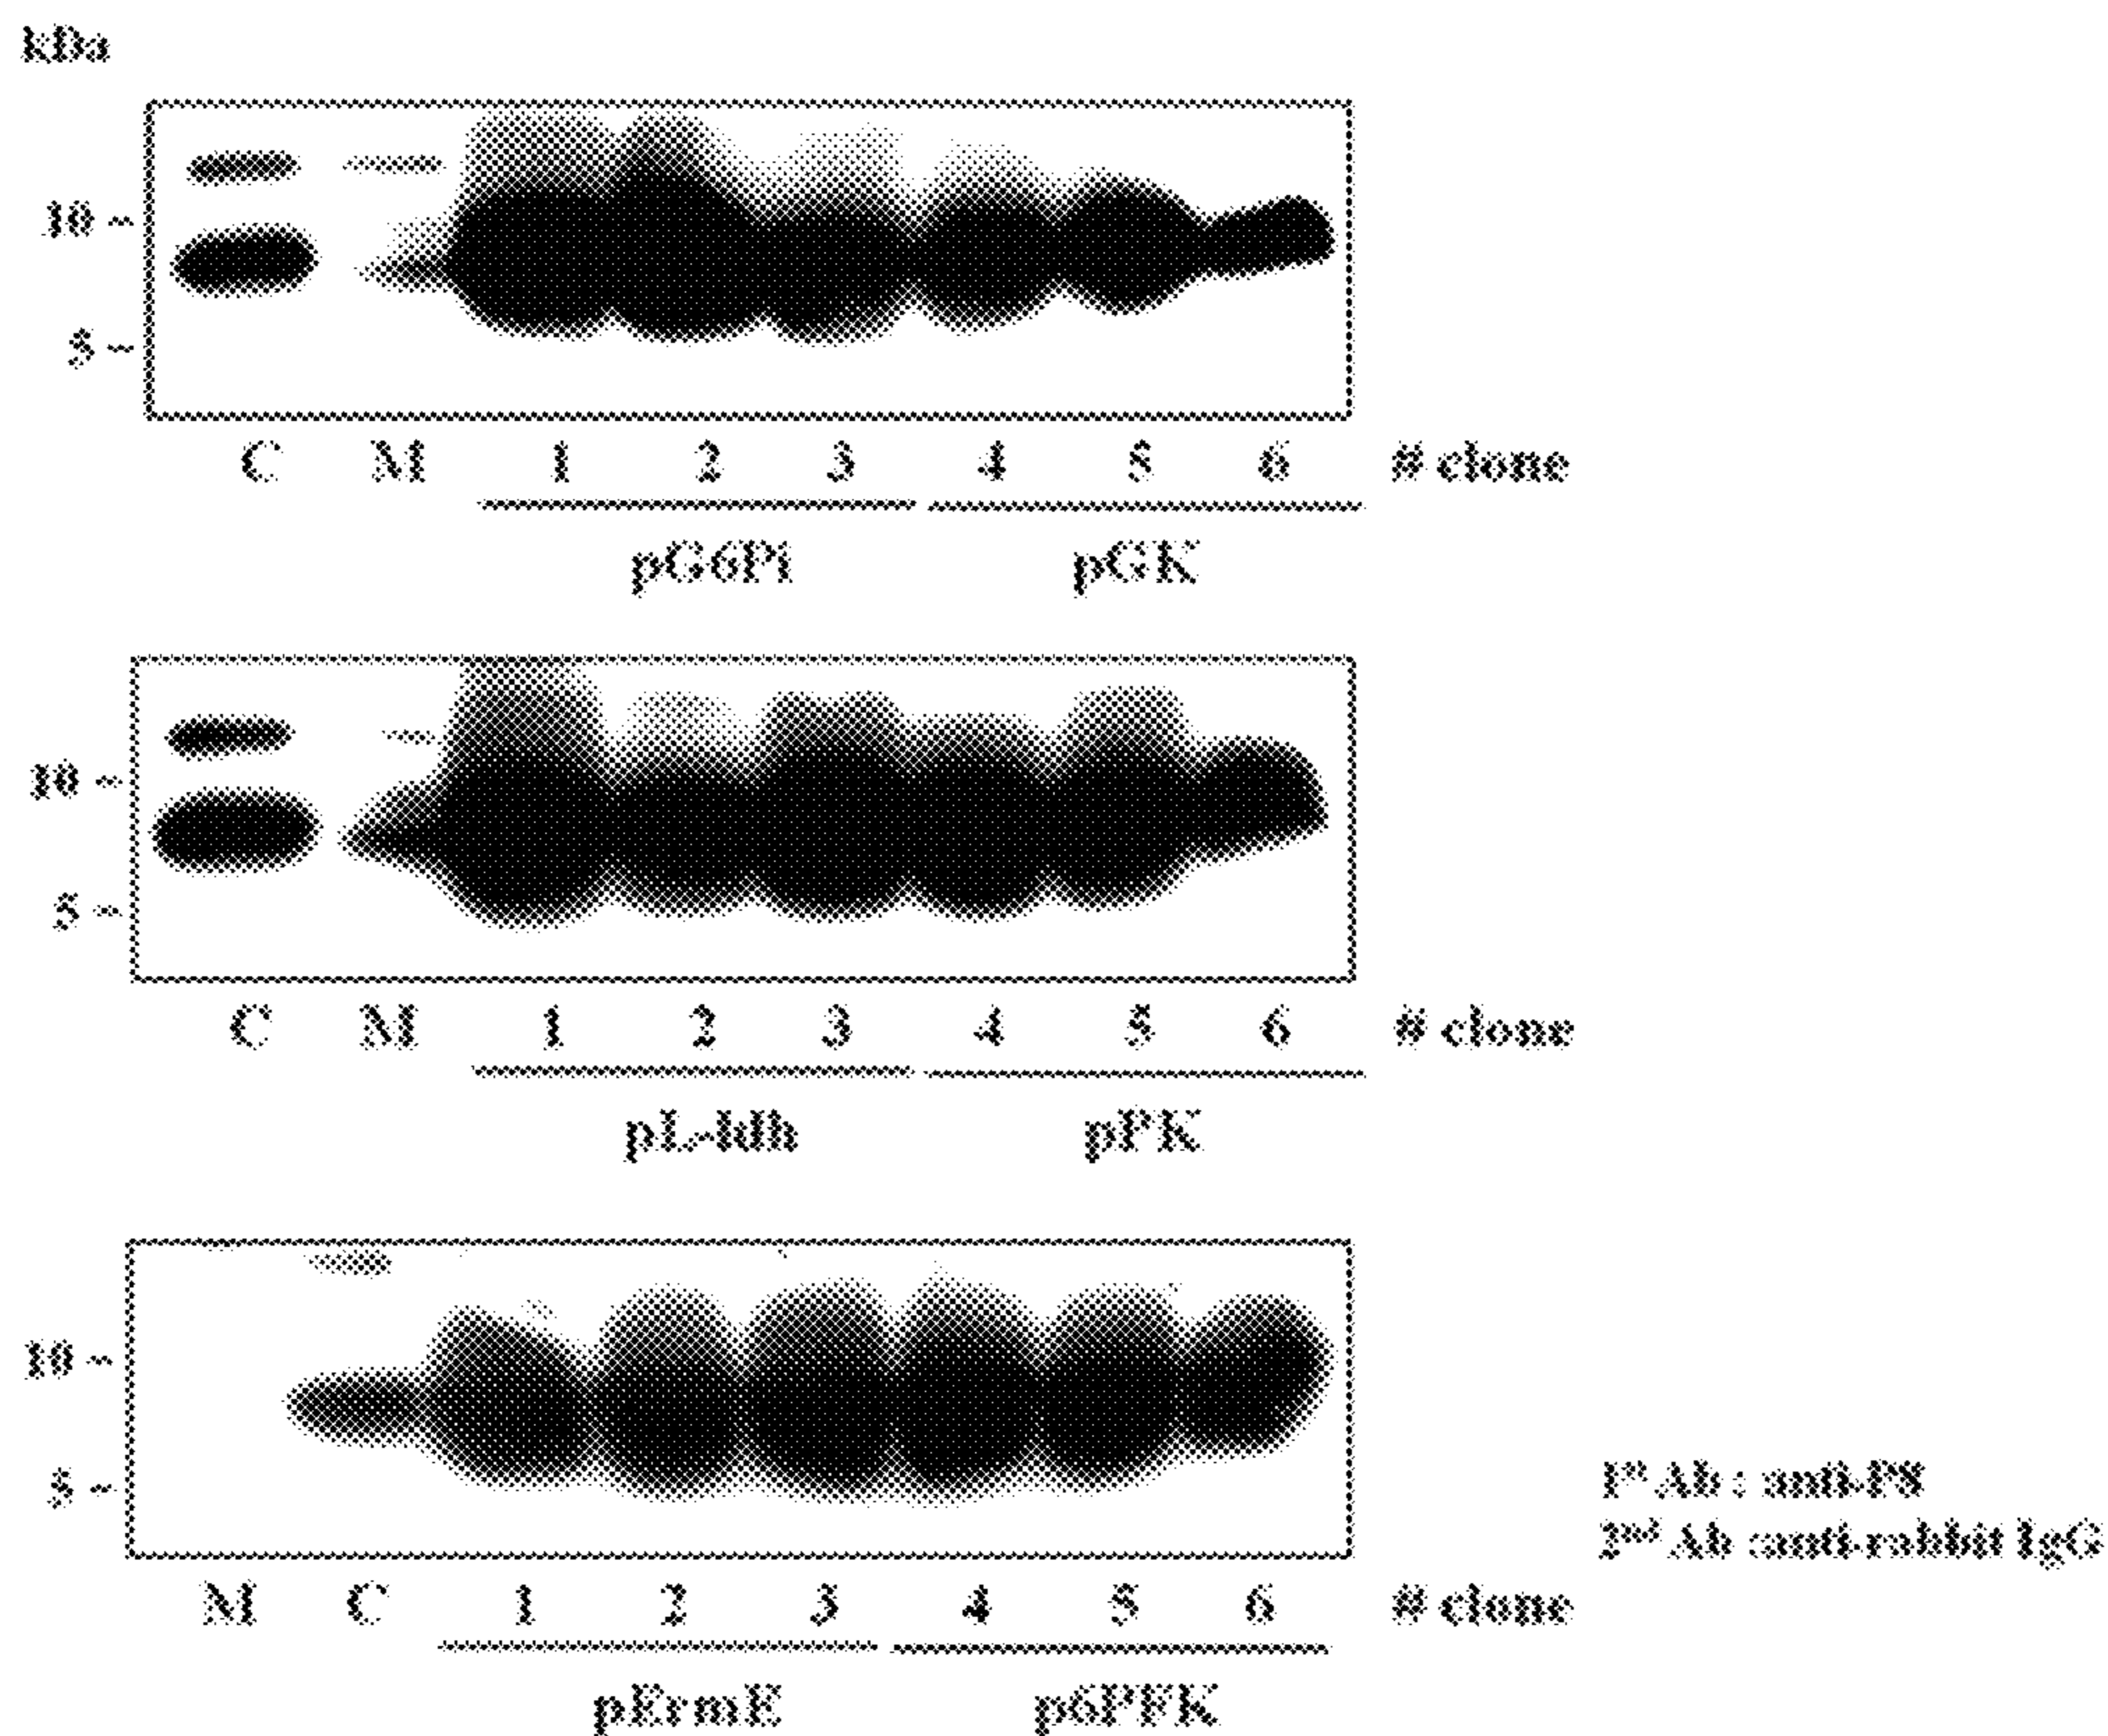 kDa
10 ~
5 ~
C M 1 2 3 4 5 6 # clone
pG6Pi pGK
10 ~
5 ~
C M 1 2 3 4 5 6 # clone
pL-ldh pPK
10 ~
5 ~
1st Ab : anti-P8
2nd Ab :anti-rabbit IgG
M C 1 2 3 4 5 6 # clone
pErmE p6PFK